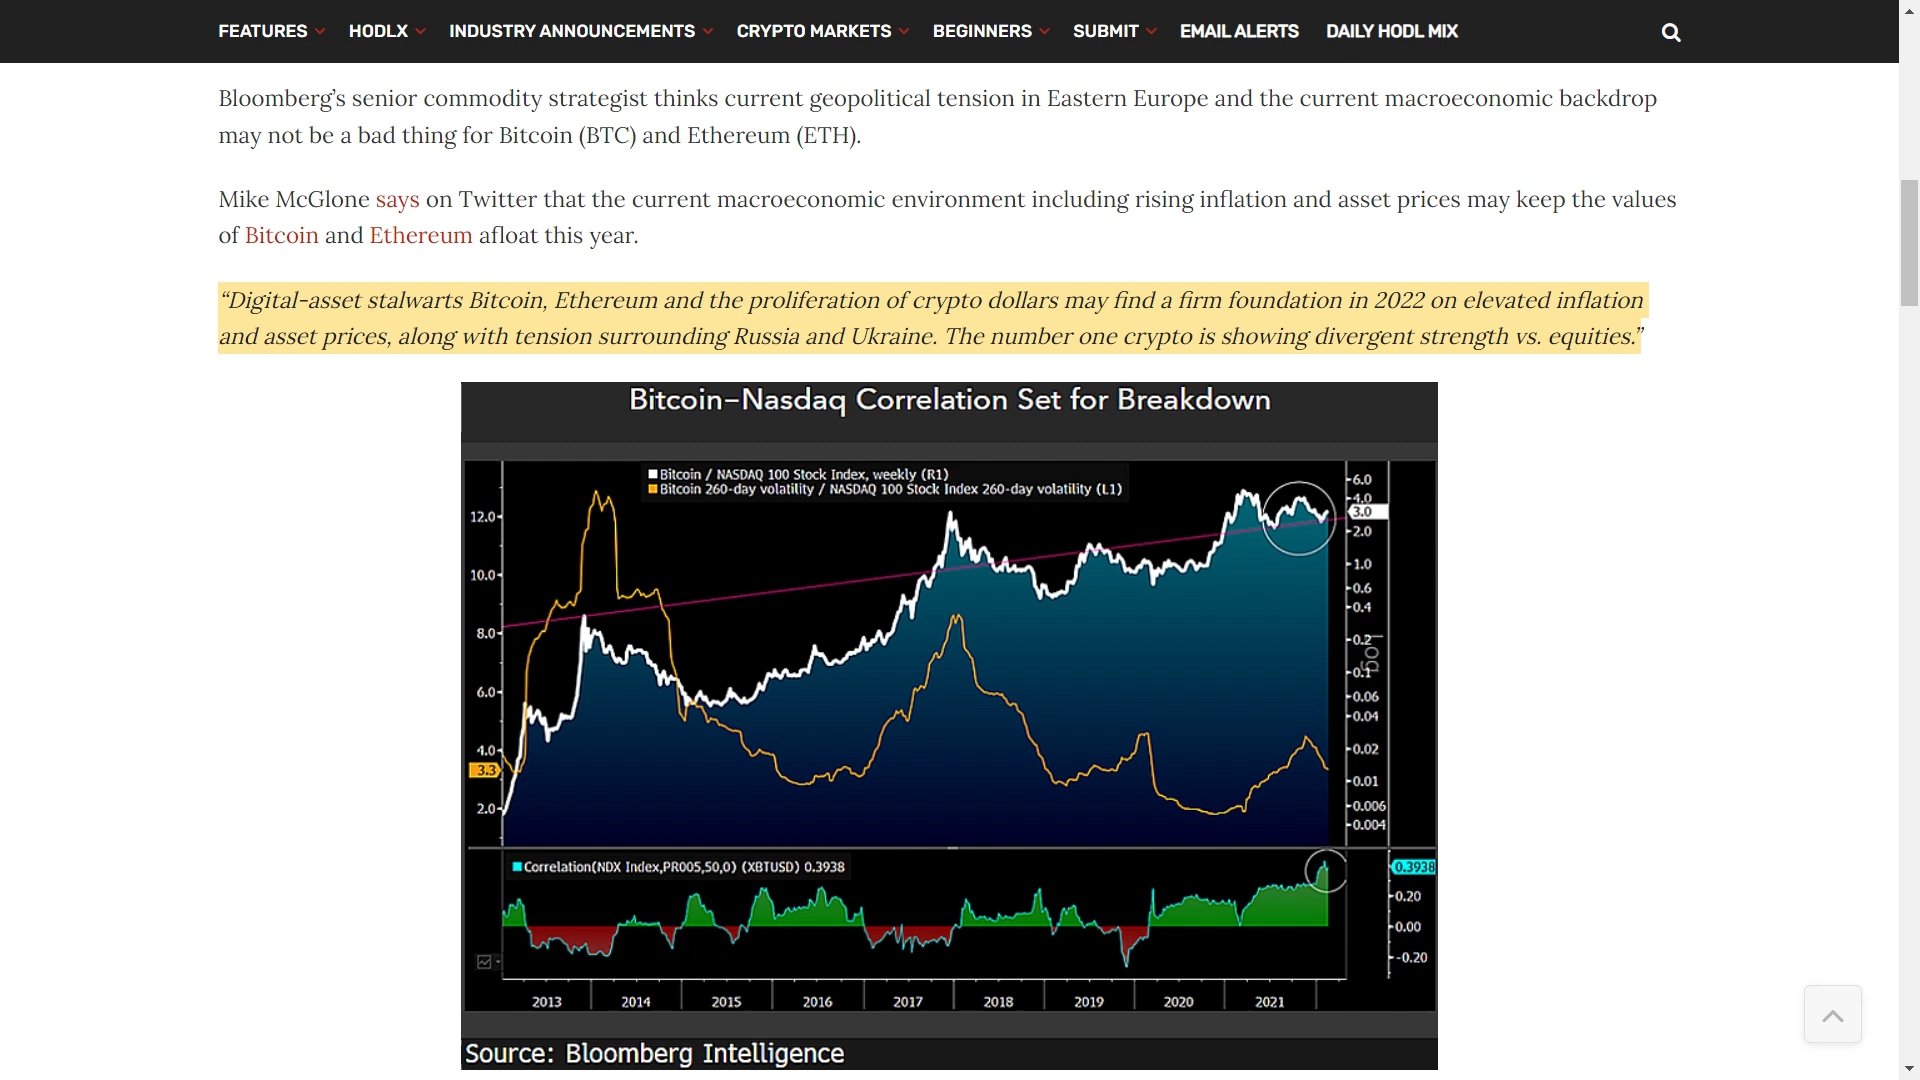 FEATURES HODLX INDUSTRY ANNOUNCEMENTS CRYPTO MARKETS BEGINNERS SUBMIT EMAIL ALERTS DAILY HODL MIX
Bloomberg’s senior commodity strategist thinks current geopolitical tension in Eastern Europe and the current macroeconomic backdrop
may not be a bad thing for Bitcoin (BTC) and Ethereum (ETH).
Mike McGlone says on Twitter that the current macroeconomic environment including rising inflation and asset prices may keep the values
of Bitcoin and Ethereum afloat this year.
“Digital-asset stalwarts Bitcoin, Ethereum and the proliferation of crypto dollars may find a firm foundation in 2022 on elevated inflation
and asset prices, along with tension surrounding Russia and Ukraine. The number one crypto is showing divergent strength vs. equities.”
Bitcoin–Nasdaq Correlation Set for Breakdown
Bitcoin / NASDAQ 100 Stock Index, weekly (R1)
Bitcoin 260-day volatility / NASDAQ 100 Stock Index 260-day volatility (L1)
12.0
10.0
8.0
6.0
4.0
3.3
2.0
6.0
4.0
3.0
2.0
1.0
0.6
0.4
0.2
0.1
0.06
0.04
0.02
0.01
0.006
0.004
Log
Correlation(NDX Index,PR005,50,0) (XBTUSD) 0.3938
0.3938
0.20
0.00
-0.20
2013 2014 2015 2016 2017 2018 2019 2020 2021
Source: Bloomberg Intelligence